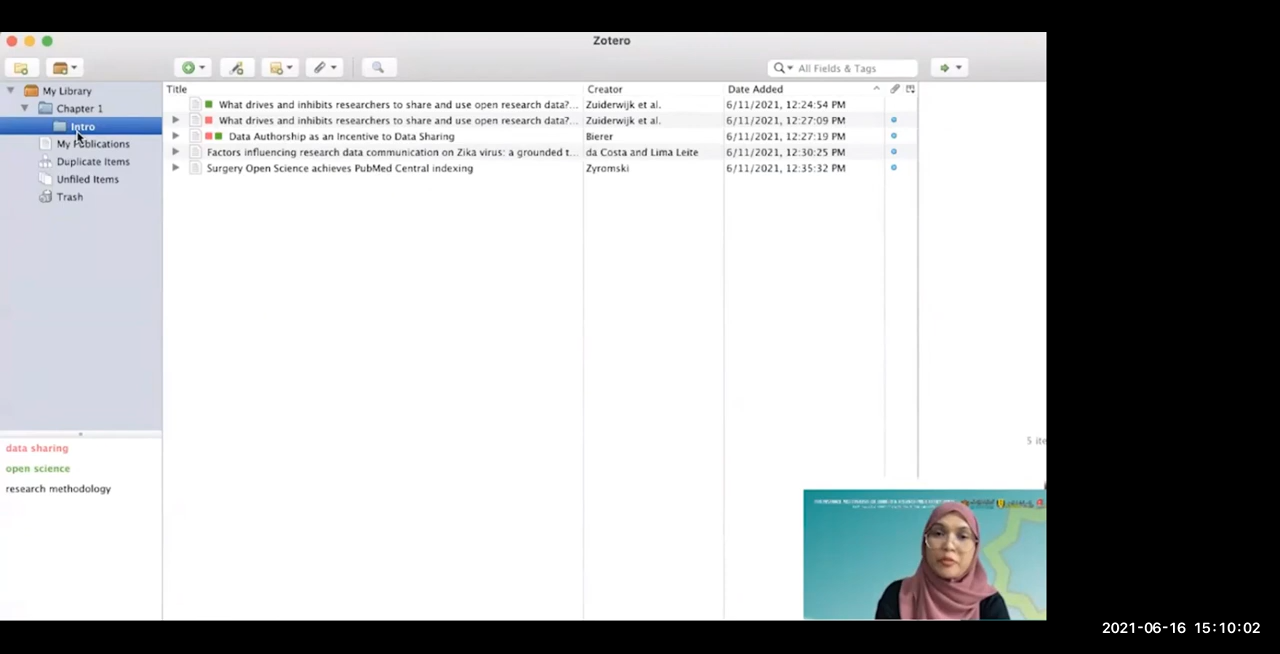 Zotero
All Fields & Tags
My Library
Chapter 1
Intro
My Publications
Duplicate Items
Unfiled Items
Trash
Title Creator Date Added
What drives and inhibits researchers to share and use open research data?... Zuiderwijk et al. 6/11/2021, 12:24:54 PM
What drives and inhibits researchers to share and use open research data?... Zuiderwijk et al. 6/11/2021, 12:27:09 PM
Data Authorship as an Incentive to Data Sharing Bierer 6/11/2021, 12:27:19 PM
Factors influencing research data communication on Zika virus: a grounded t... da Costa and Lima Leite 6/11/2021, 12:30:25 PM
Surgery Open Science achieves PubMed Central indexing Zyromski 6/11/2021, 12:35:32 PM
5 ite
data sharing
open science
research methodology
2021-06-16 15:10:02